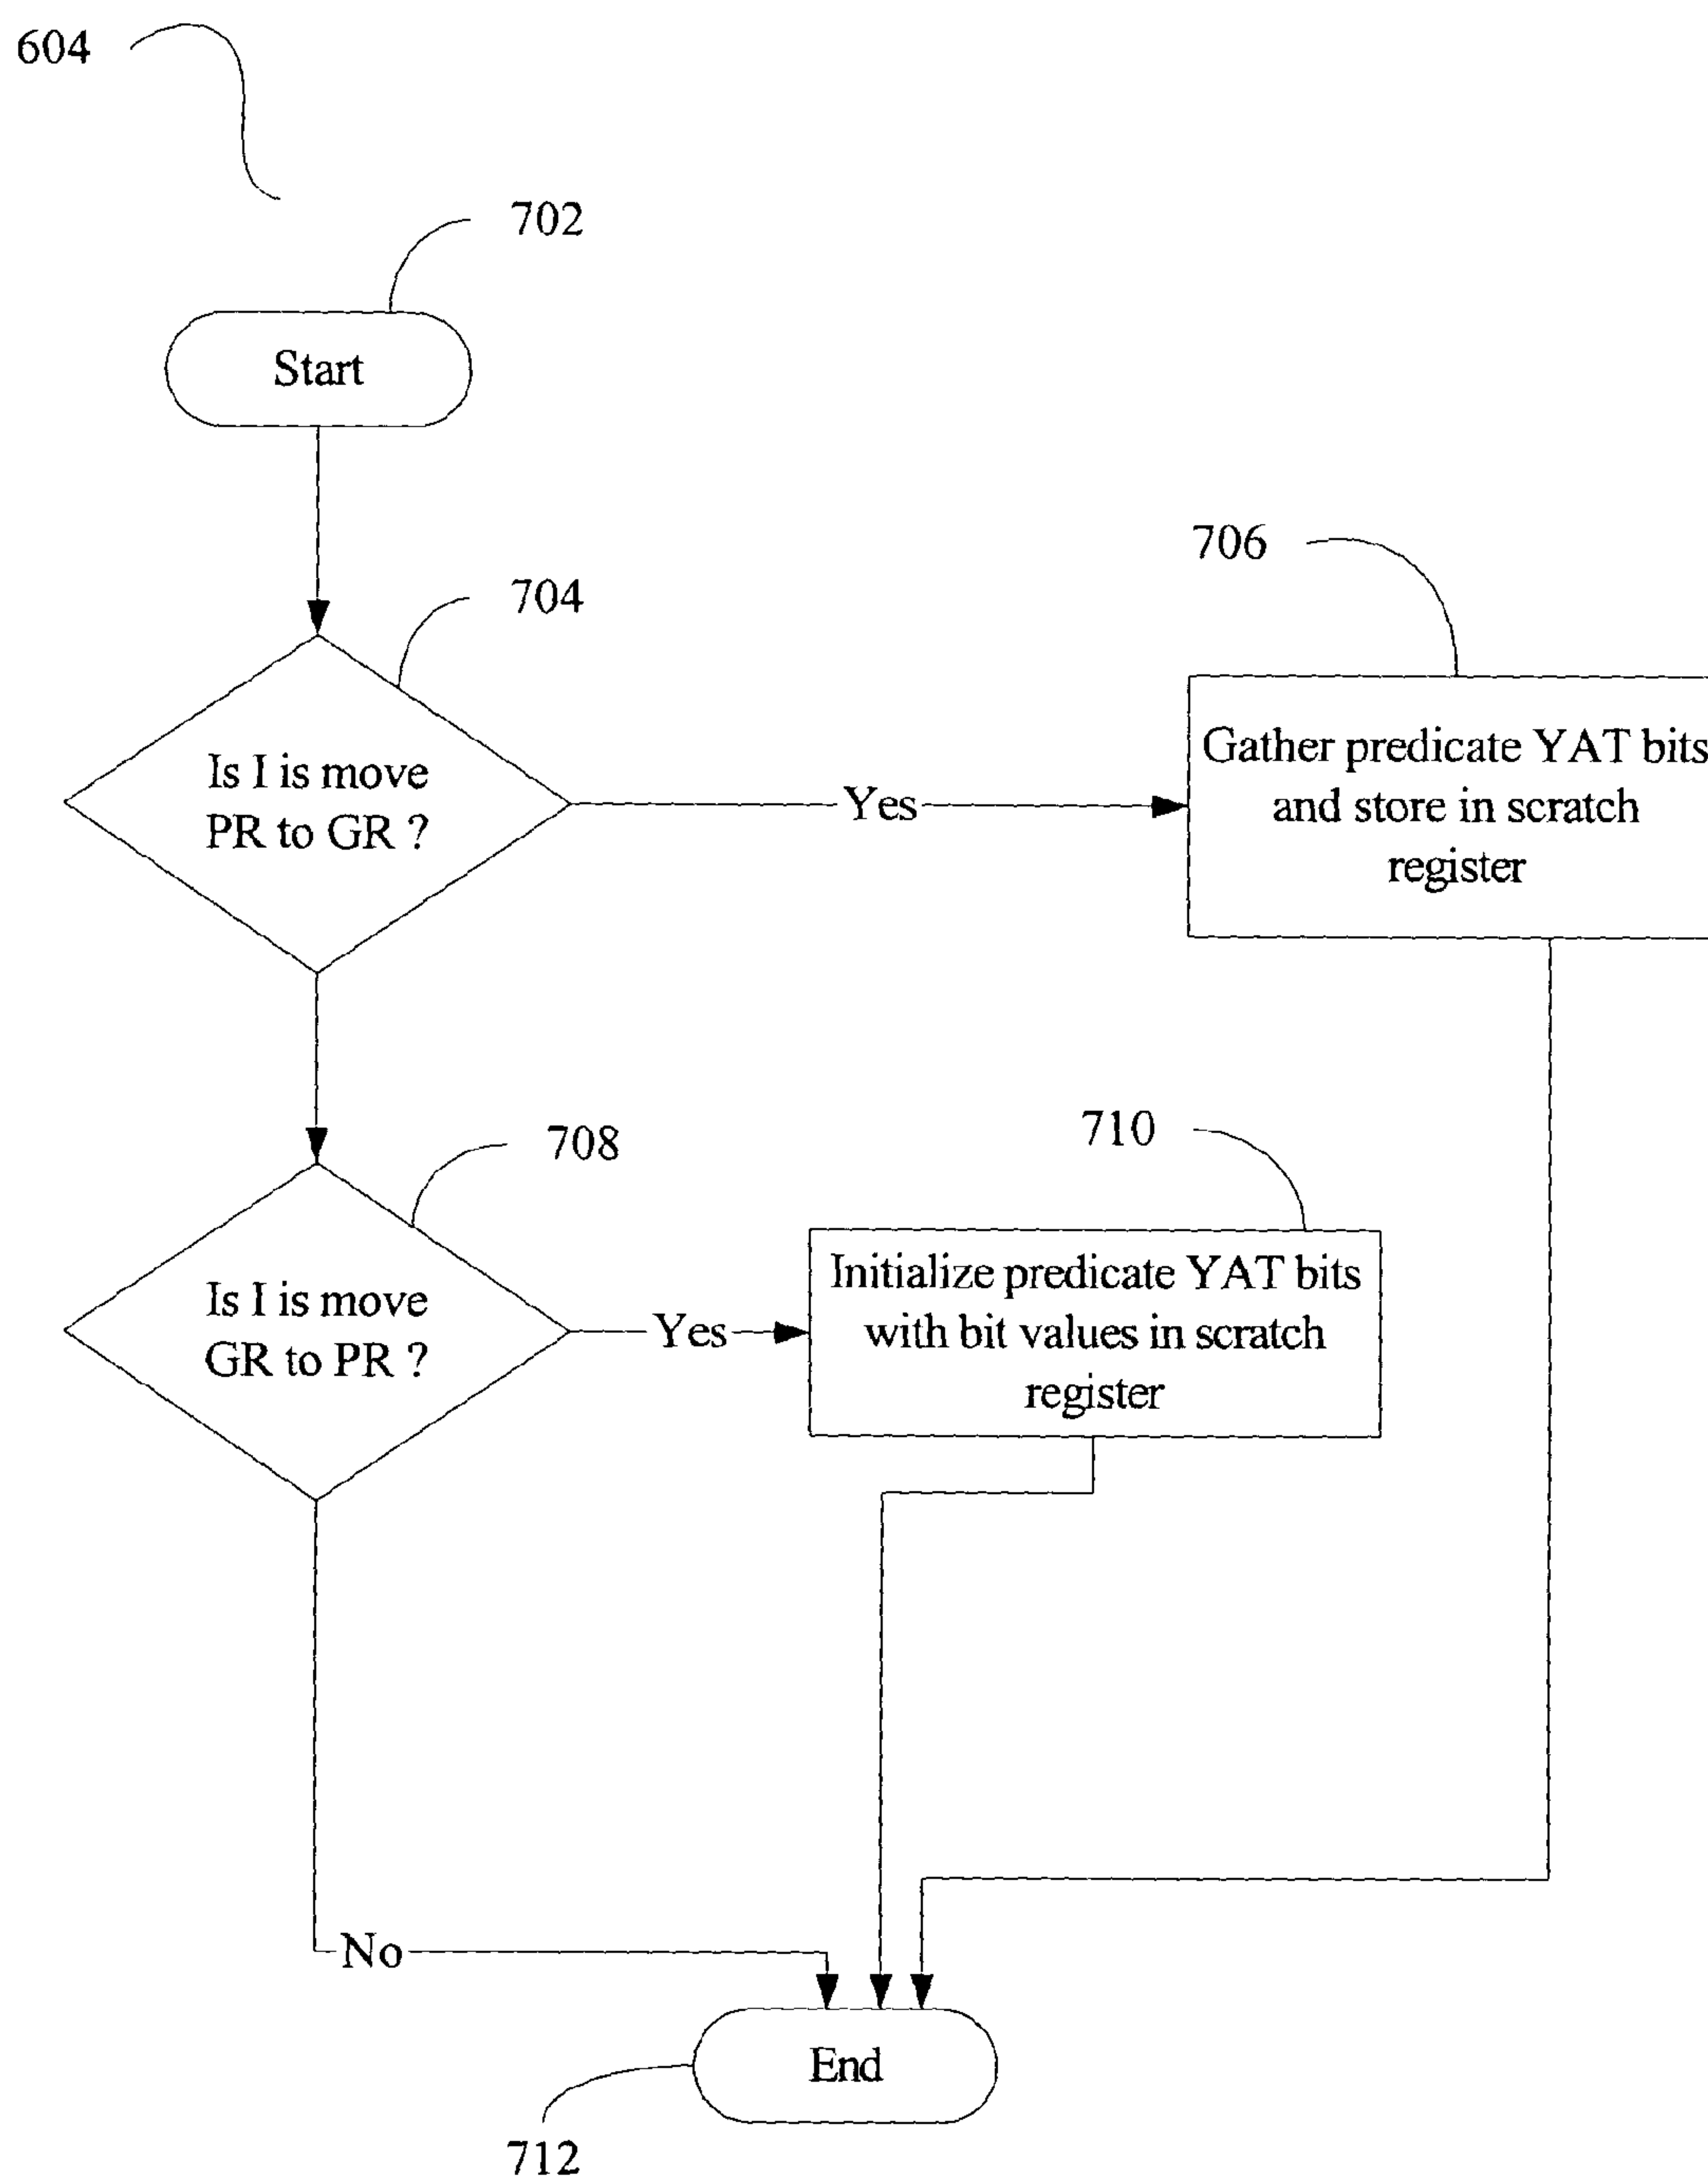 604
702
Start
704
Is I is move
PR to GR ?
Yes
706
Gather predicate YAT bits
and store in scratch
register
708
Is I is move
GR to PR ?
Yes
710
Initialize predicate YAT bits
with bit values in scratch
register
No
End
712